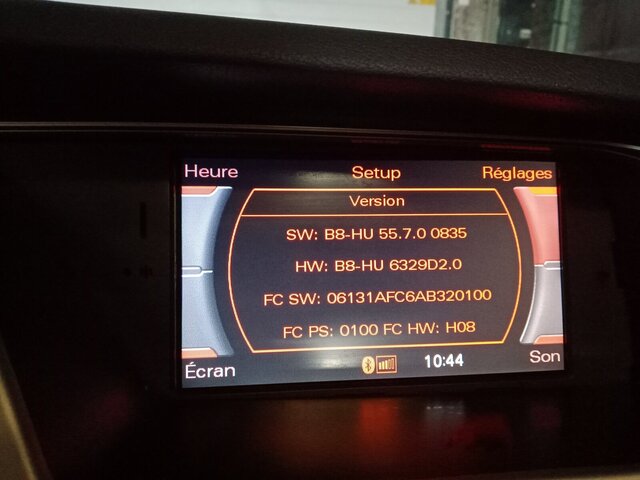 Heure Setup Réglages
Version
SW: B8-HU 55.7.0 0835
HW: B8-HU 6329D2.0
FC SW: 06131AFC6AB320100
FC PS: 0100 FC HW: H08
Écran 10:44 Son